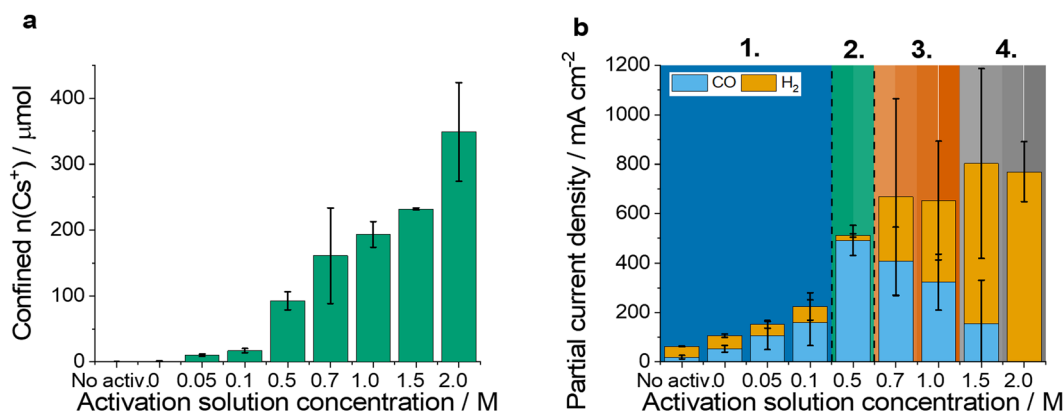 a
Confined n(Cs⁺) / μmol
400
300
200
100
0
No activ. 0 0.05 0.1 0.5 0.7 1.0 1.5 2.0
Activation solution concentration / M
b
1. 2. 3. 4.
Partial current density / mA cm⁻²
CO H₂
1200
1000
800
600
400
200
0
No activ. 0 0.05 0.1 0.5 0.7 1.0 1.5 2.0
Activation solution concentration / M